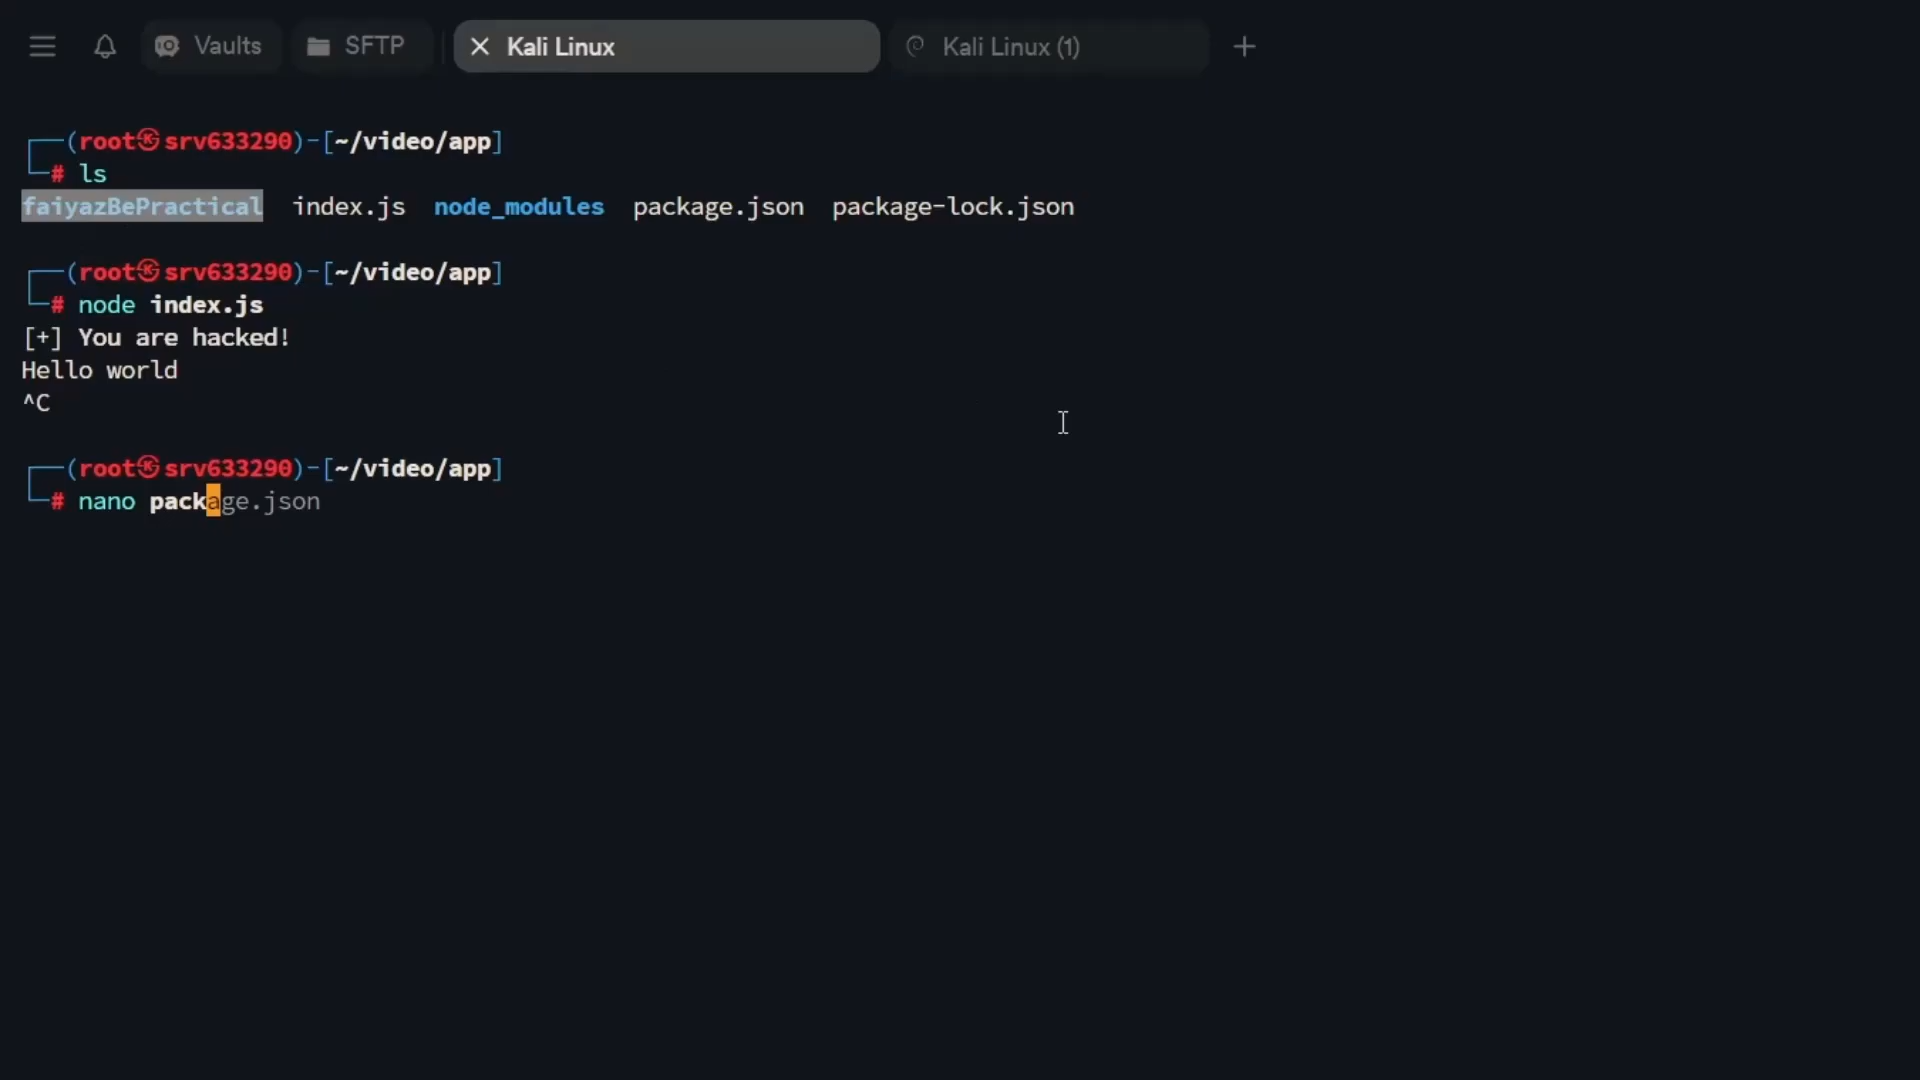 Vaults SFTP Kali Linux Kali Linux (1)
(root㉿srv633290)-[~/video/app]
# ls
faiyazBePractical index.js node_modules package.json package-lock.json
(root㉿srv633290)-[~/video/app]
# node index.js
[+] You are hacked!
Hello world
^C
(root㉿srv633290)-[~/video/app]
# nano package.json